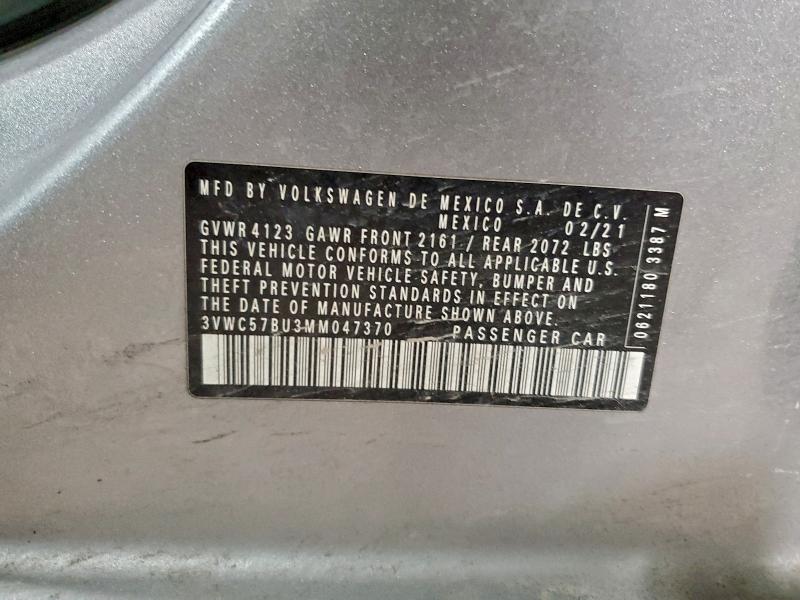 MFD BY VOLKSWAGEN DE MEXICO S.A. DE C.V.
MEXICO 02/21
GVWR 4123 GAWR FRONT 2161 / REAR 2072 LBS
THIS VEHICLE CONFORMS TO ALL APPLICABLE U.S.
FEDERAL MOTOR VEHICLE SAFETY, BUMPER AND
THEFT PREVENTION STANDARDS IN EFFECT ON
THE DATE OF MANUFACTURE SHOWN ABOVE.
3VWC57BU3MM047370 PASSENGER CAR
0621180 3387 M